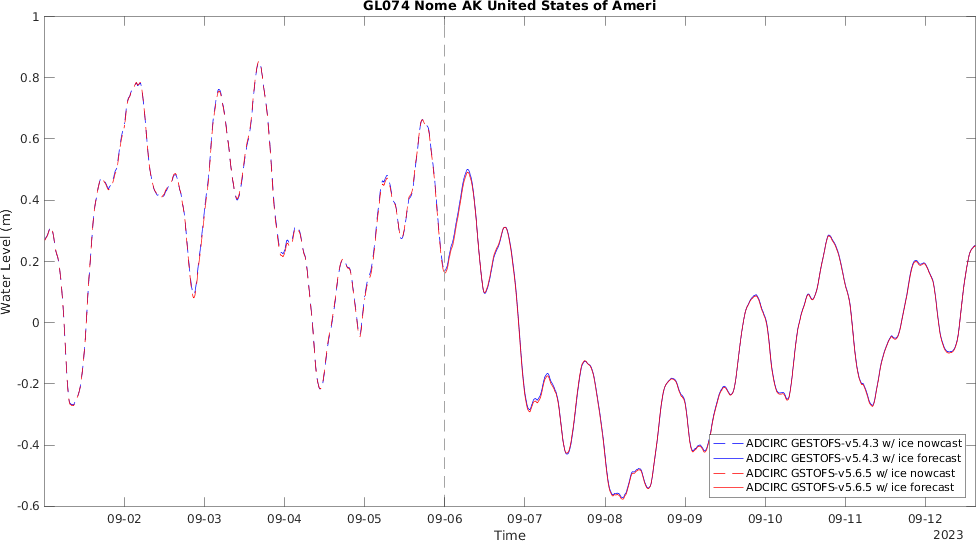 GL074 Nome AK United States of Ameri
Water Level (m)
1
0.8
0.6
0.4
0.2
0
-0.2
-0.4
-0.6
ADCIRC GESTOFS-v5.4.3 w/ ice nowcast
ADCIRC GESTOFS-v5.4.3 w/ ice forecast
ADCIRC GSTOFS-v5.6.5 w/ ice nowcast
ADCIRC GSTOFS-v5.6.5 w/ ice forecast
09-02 09-03 09-04 09-05 09-06 09-07 09-08 09-09 09-10 09-11 09-12
Time 2023